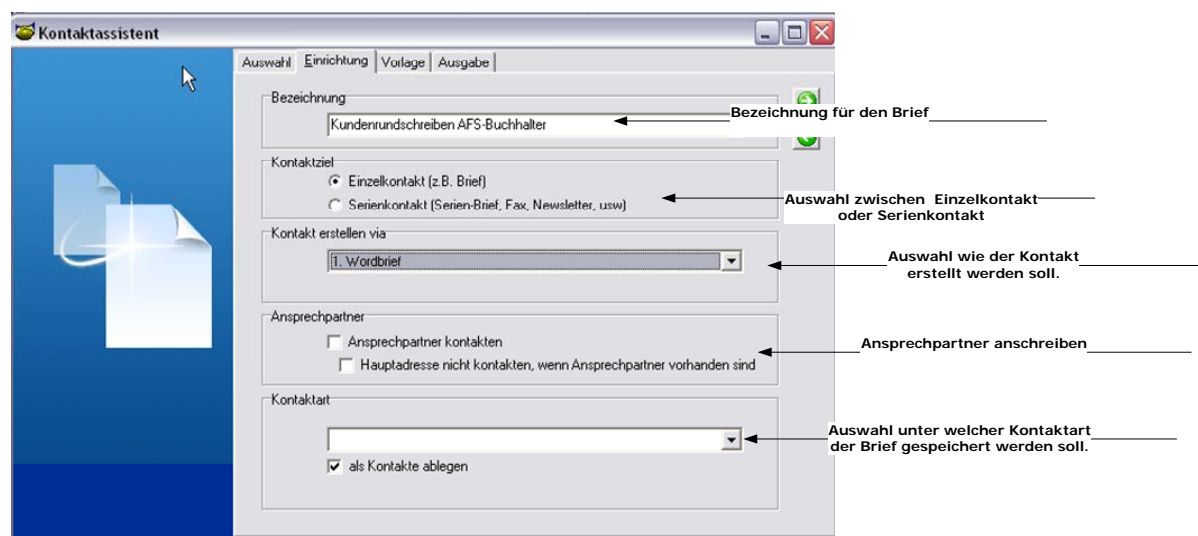 Kontaktassistent
Auswahl Einrichtung Vorlage Ausgabe
Bezeichnung
Kundenrundschreiben AFS-Buchhalter
Bezeichnung für den Brief
Kontaktziel
Einzelkontakt (z.B. Brief)
Serienkontakt (Serien-Brief, Fax, Newsletter, usw)
Auswahl zwischen Einzelkontakt
oder Serienkontakt
Kontakt erstellen via
1. Wordbrief
Auswahl wie der Kontakt
erstellt werden soll.
Ansprechpartner
Ansprechpartner kontakten
Hauptadresse nicht kontakten, wenn Ansprechpartner vorhanden sind
Ansprechpartner anschreiben
Kontaktart
Auswahl unter welcher Kontaktart
der Brief gespeichert werden soll.
als Kontakte ablegen